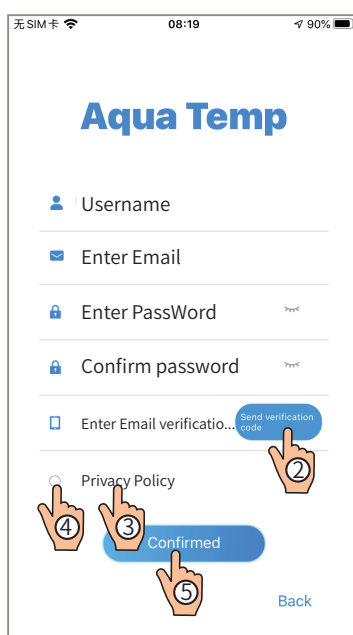 无SIM卡 08:19 90%
Aqua Temp
Username
Enter Email
Enter PassWord
Confirm password
Enter Email verificatio... Send verification
code
②
Privacy Policy
④ ③
Confirmed
⑤
Back